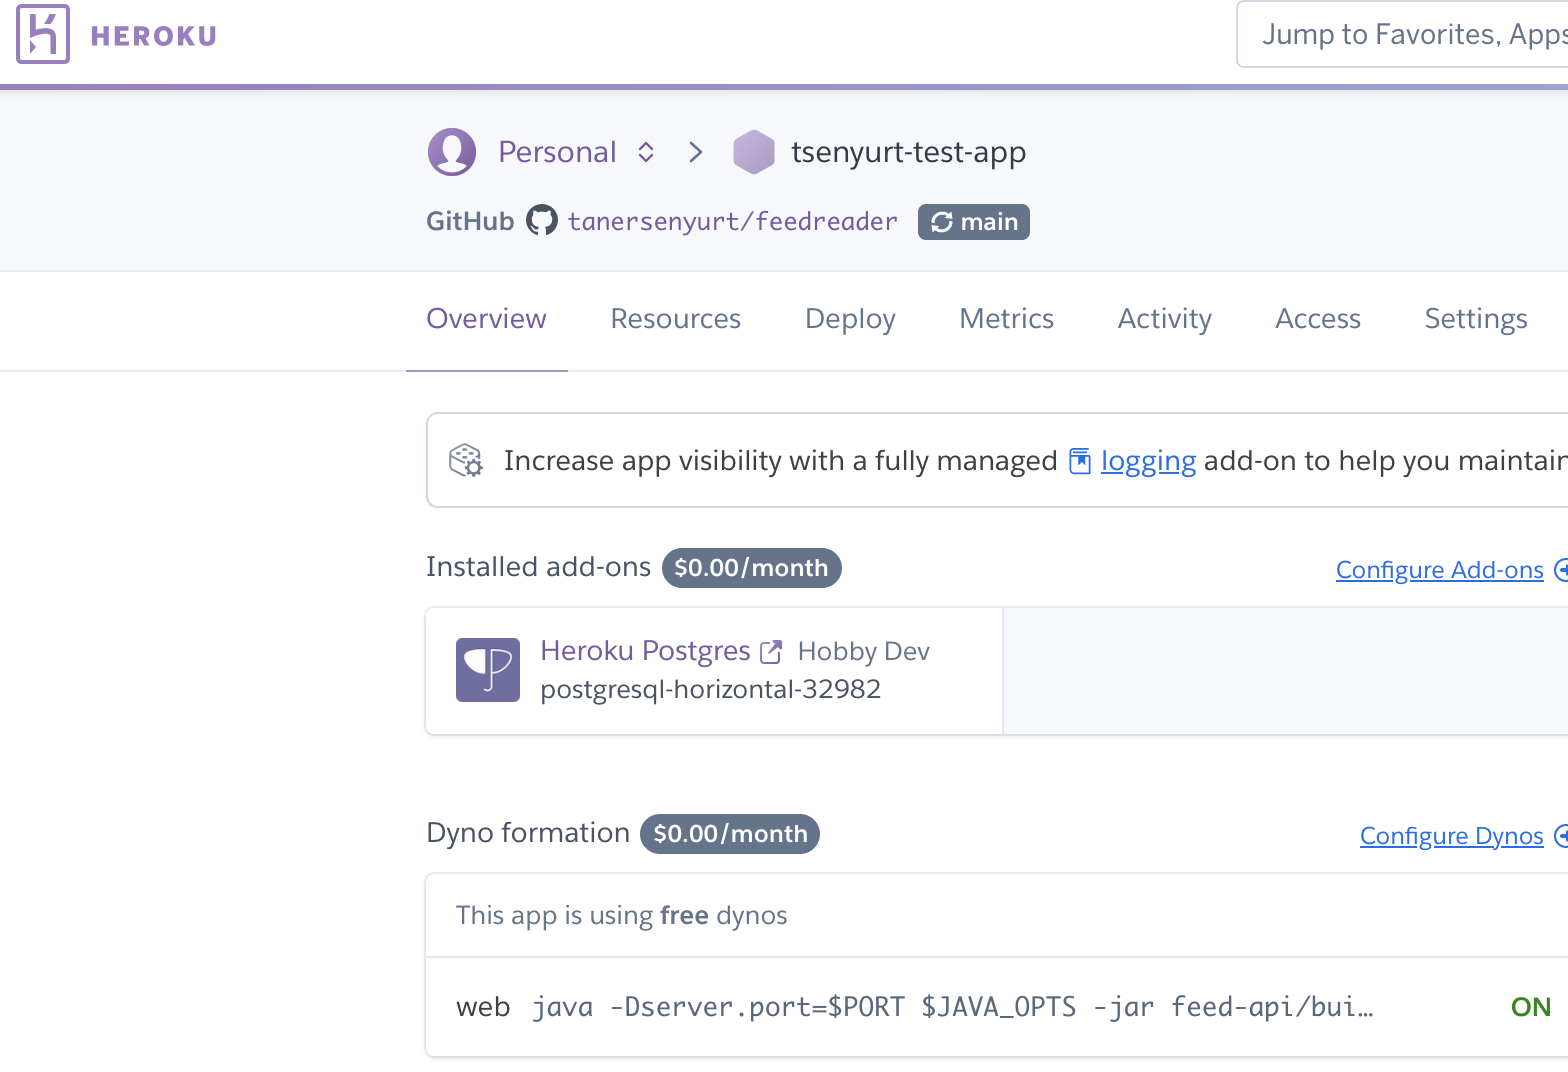 HEROKU
Jump to Favorites, Apps
Personal > tsenyurt-test-app
GitHub tanersenyurt/feedreader main
Overview Resources Deploy Metrics Activity Access Settings
Increase app visibility with a fully managed logging add-on to help you maintain
Installed add-ons $0.00/month Configure Add-ons
Heroku Postgres Hobby Dev
postgresql-horizontal-32982
Dyno formation $0.00/month Configure Dynos
This app is using free dynos
web java -Dserver.port=$PORT $JAVA_OPTS -jar feed-api/bui… ON